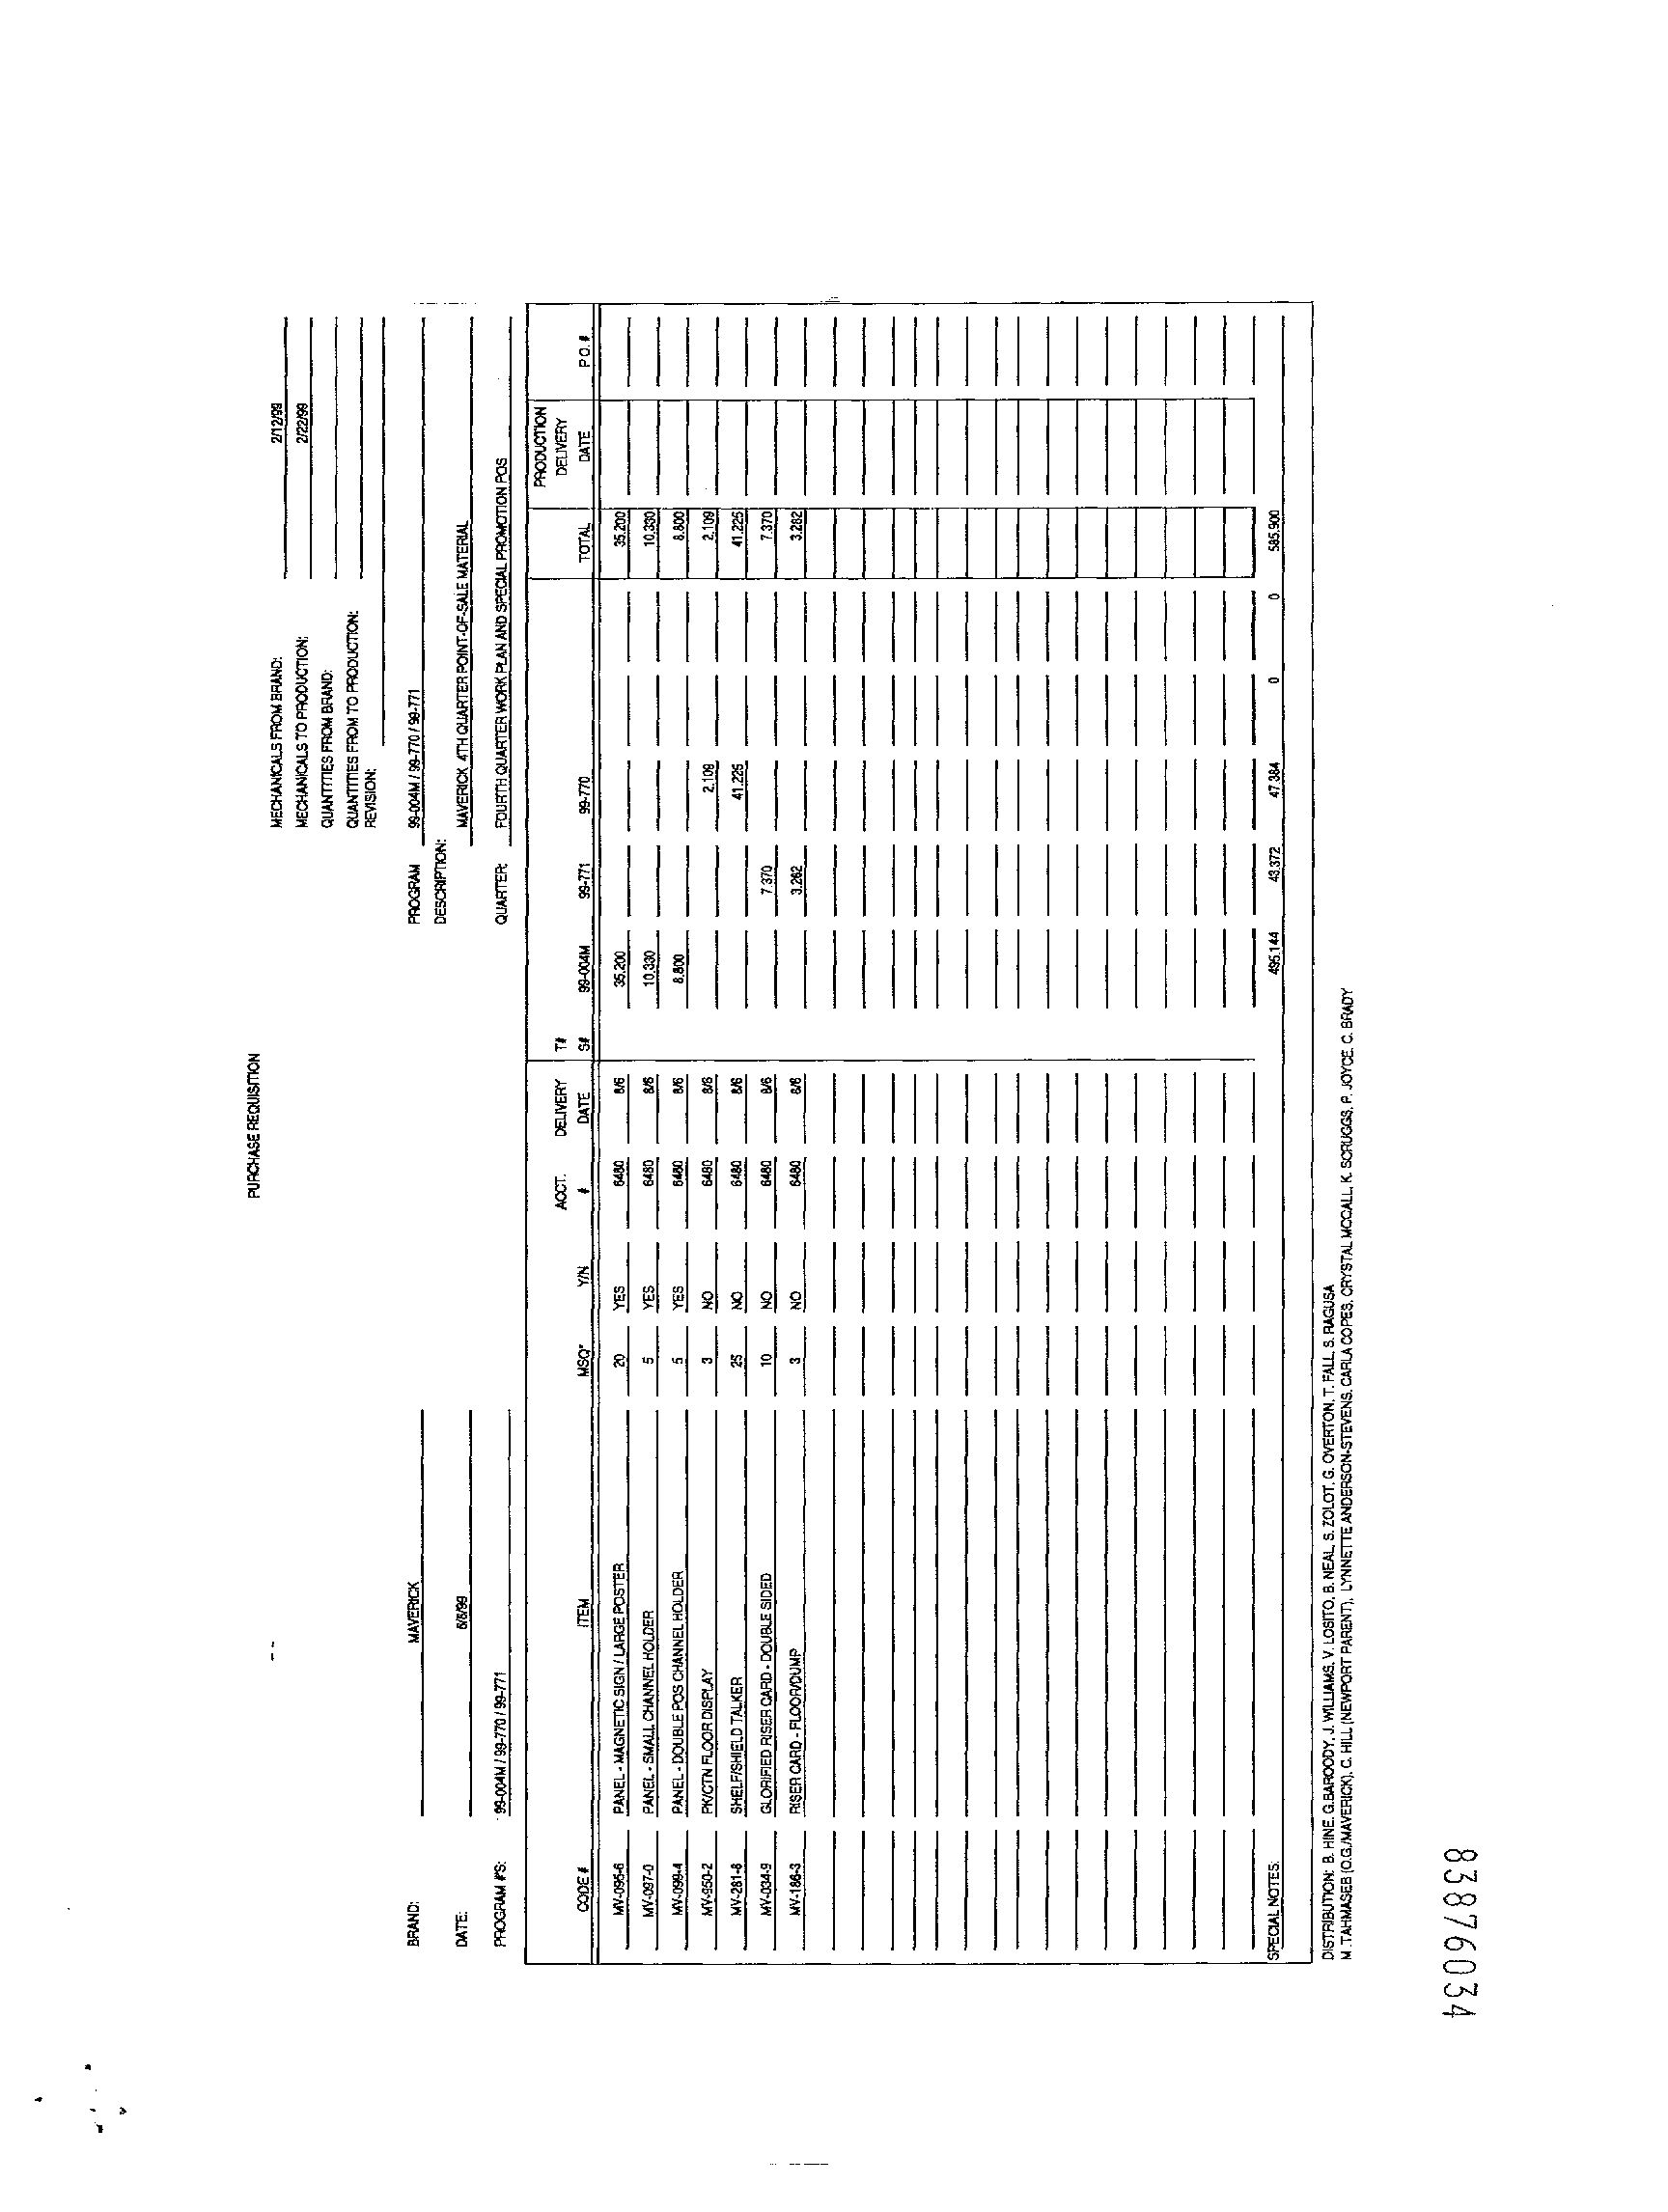 PURCHASE REQUISITION
MECHANICALS FROM BRAND: 2/12/99
MECHANICALS TO PRODUCTION: 2/22/99
QUANTITIES FROM BRAND:
QUANTITIES FROM TO PRODUCTION:
REVISION:
BRAND: MAVERICK PROGRAM 99-004M / 99-770 / 99-771
DESCRIPTION:
DATE: MAVERICK 4TH QUARTER POINT-OF-SALE MATERIAL
PROGRAM #'S: 99-004M / 99-770 / 99-771 QUARTER: FOURTH QUARTER WORK PLAN AND SPECIAL PROMOTION POS
PRODUCTION
ACCT. DELIVERY T# DELIVERY
CODE # ITEM MSQ* Y/N # DATE S# 99-004M 99-771 99-770 TOTAL DATE P.O. #
MV-095-6 PANEL - MAGNETIC SIGN / LARGE POSTER 20 YES 6480 8/6 35,200 35,200
MV-097-0 PANEL - SMALL CHANNEL HOLDER 5 YES 6480 8/6 10,330 10,330
MV-099-4 PANEL - DOUBLE POS CHANNEL HOLDER 5 YES 6480 8/6 8,800 8,800
MV-950-2 PK/CTN FLOOR DISPLAY 3 NO 6480 8/6 2,109 2,109
MV-281-8 SHELF/SHIELD TALKER 25 NO 6480 8/6 41,225 41,225
MV-034-9 GLORIFIED RISER CARD - DOUBLE SIDED 10 NO 6480 8/6 7,370 7,370
MV-186-3 RISER CARD - FLOOR/DUMP 3 NO 6480 8/6 3,282 3,282
SPECIAL NOTES: 495,144 43,372 47,384 0 0 585,900
DISTRIBUTION: B. HINE, G.BAROODY, J. WILLIAMS, V. LOSITO, B. NEAL, S. ZOLOT, G. OVERTON, T. FALL, S. RAGUSA
M .TAHMASEB (O.G./MAVERICK), C. HILL (NEWPORT PARENT), LYNNETTE ANDERSON-STEVENS, CARLA COPES, CRYSTAL MCCALL, K. SCRUGGS, P. JOYCE, C. BRADY
83876034